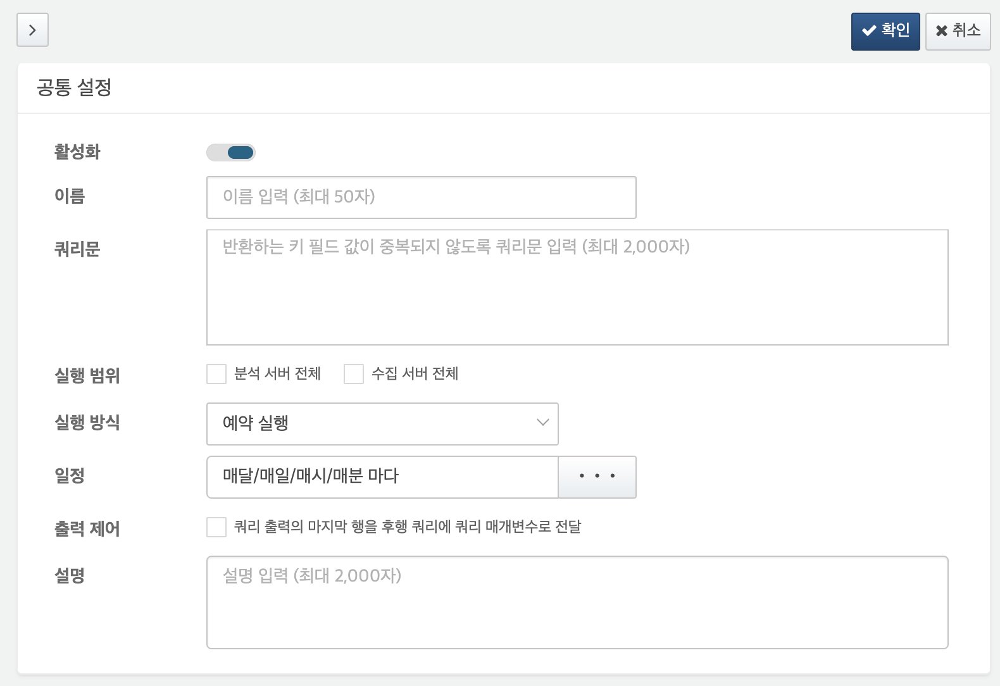 확인
취소
공통 설정
활성화
이름
이름 입력 (최대 50자)
쿼리문
반환하는 키 필드 값이 중복되지 않도록 쿼리문 입력 (최대 2,000자)
실행 범위
분석 서버 전체
수집 서버 전체
실행 방식
예약 실행
일정
매달/매일/매시/매분 마다
• • •
출력 제어
쿼리 출력의 마지막 행을 후행 쿼리에 쿼리 매개변수로 전달
설명
설명 입력 (최대 2,000자)